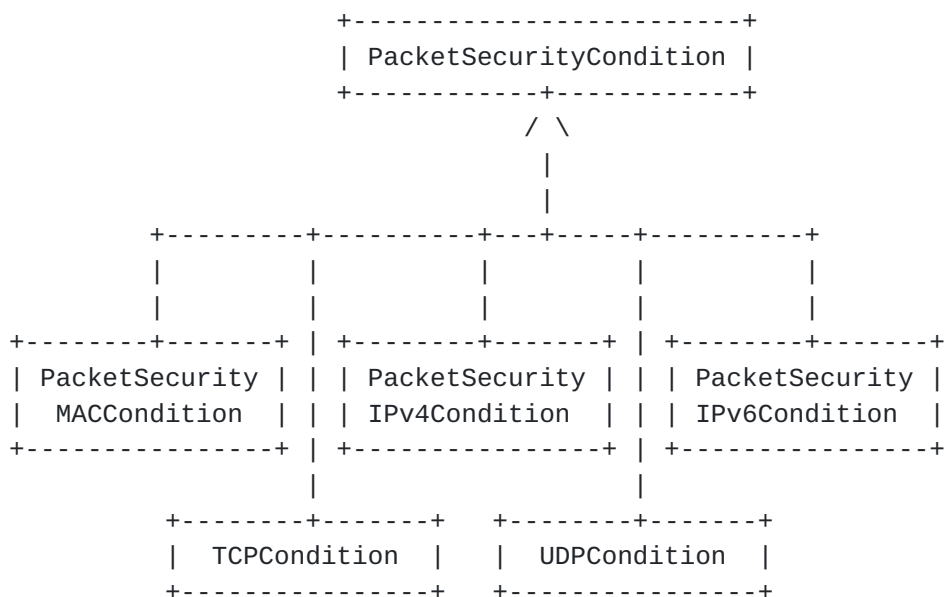 PacketSecurityCondition
PacketSecurity PacketSecurity PacketSecurity
MACCondition IPv4Condition IPv6Condition
TCPCondition UDPCondition